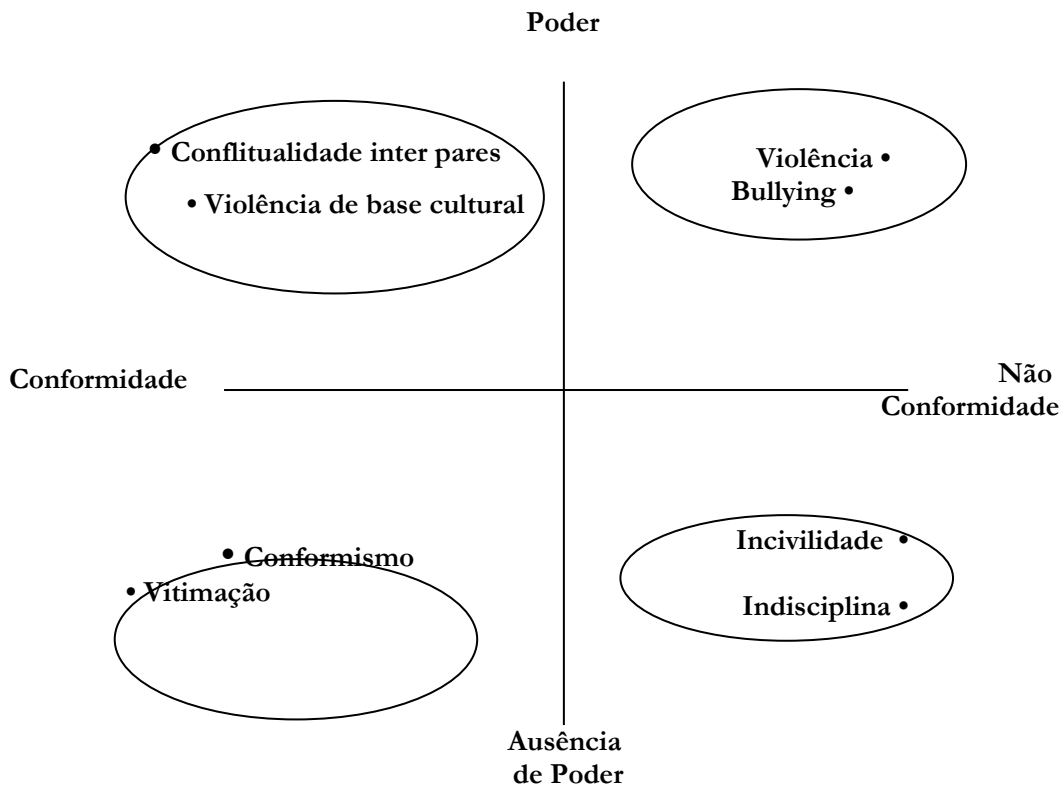 Poder
• Conflitualidade inter pares
• Violência de base cultural
Violência •
Bullying •
Conformidade
Não
Conformidade
• Conformismo
• Vitimação
Incivilidade •
Indisciplina •
Ausência
de Poder